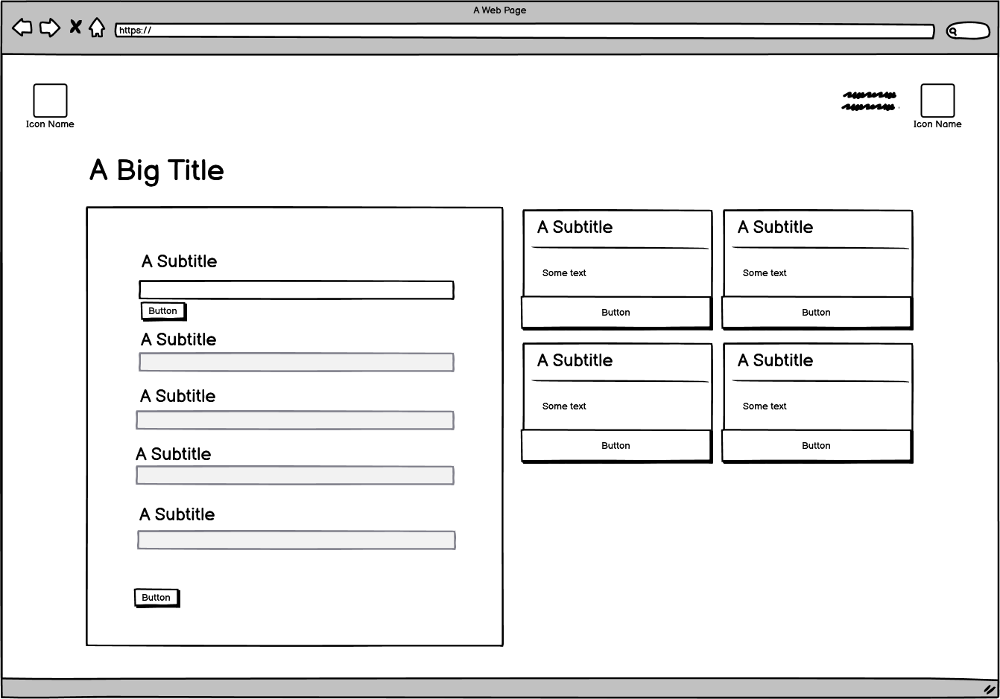 A Web Page
https://
Icon Name
Icon Name
A Big Title
A Subtitle
Button
A Subtitle
A Subtitle
A Subtitle
A Subtitle
Button
A Subtitle
Some text
Button
A Subtitle
Some text
Button
A Subtitle
Some text
Button
A Subtitle
Some text
Button